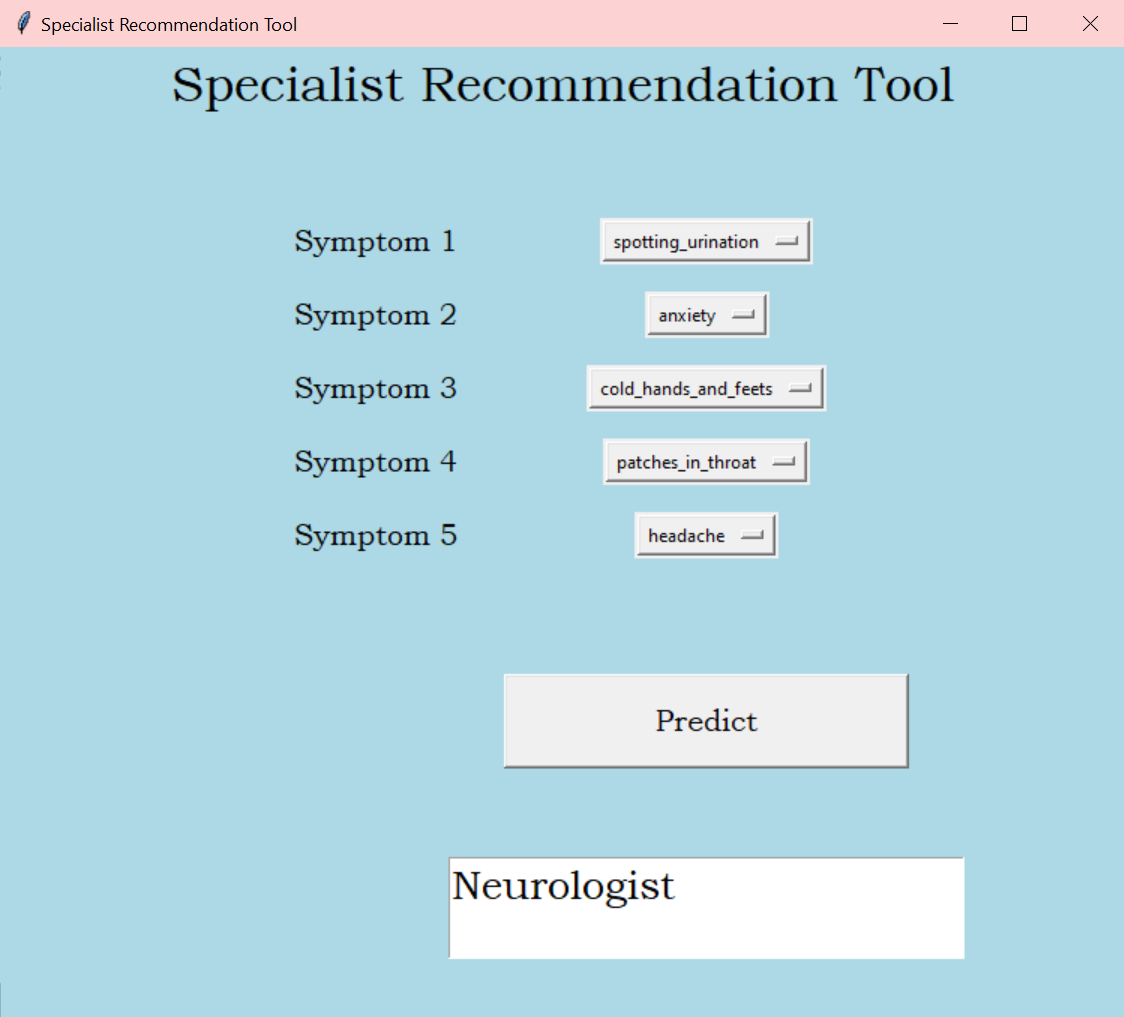 Specialist Recommendation Tool
Specialist Recommendation Tool
Symptom 1 spotting_urination
Symptom 2 anxiety
Symptom 3 cold_hands_and_feets
Symptom 4 patches_in_throat
Symptom 5 headache
Predict
Neurologist